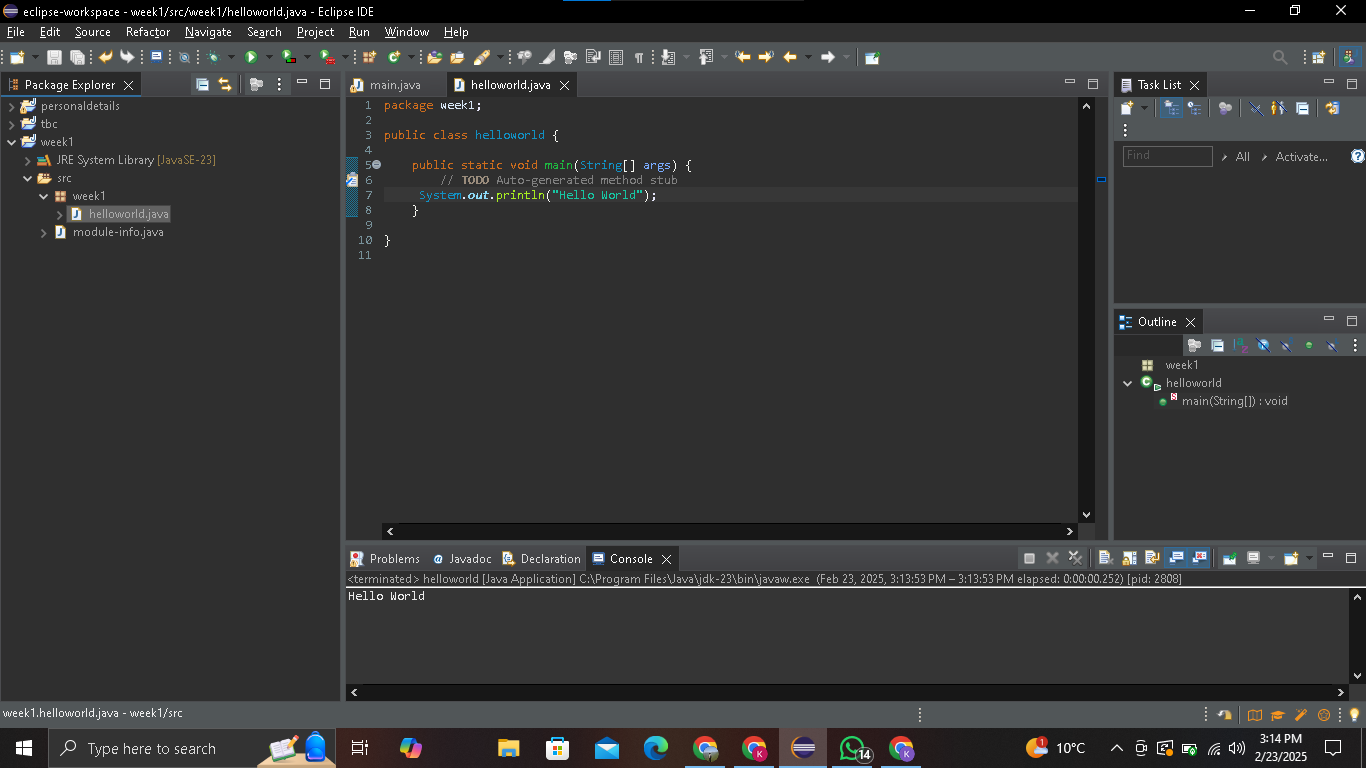 eclipse-workspace - week1/src/week1/helloworld.java - Eclipse IDE
File Edit Source Refactor Navigate Search Project Run Window Help
Package Explorer
personaldetails
tbc
week1
JRE System Library [JavaSE-23]
src
week1
helloworld.java
module-info.java
main.java
helloworld.java
1 package week1;
2
3 public class helloworld {
4
5 public static void main(String[] args) {
6 // TODO Auto-generated method stub
7 System.out.println("Hello World");
8 }
9
10 }
11
Task List
Find
All
Activate...
Outline
week1
helloworld
main(String[]) : void
Problems
Javadoc
Declaration
Console
<terminated> helloworld [Java Application] C:\Program Files\Java\jdk-23\bin\javaw.exe (Feb 23, 2025, 3:13:53 PM – 3:13:53 PM elapsed: 0:00:00.252) [pid: 2808]
Hello World
week1.helloworld.java - week1/src
Type here to search
14
1
10°C
3:14 PM
2/23/2025